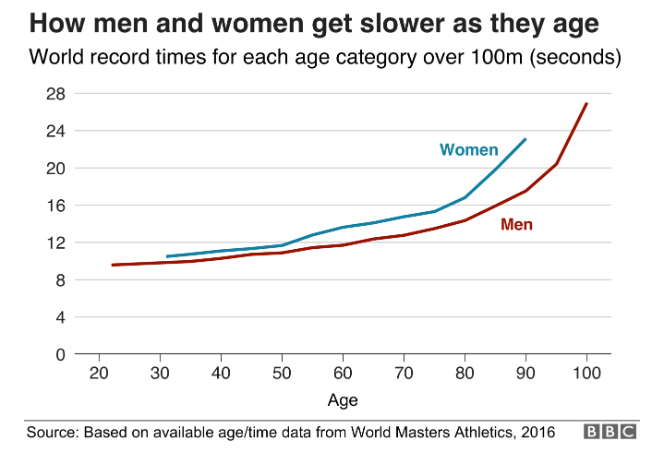 How men and women get slower as they age
World record times for each age category over 100m (seconds)
28
24
20
16
12
8
4
0
Women
Men
20 30 40 50 60 70 80 90 100
Age
Source: Based on available age/time data from World Masters Athletics, 2016 BBC